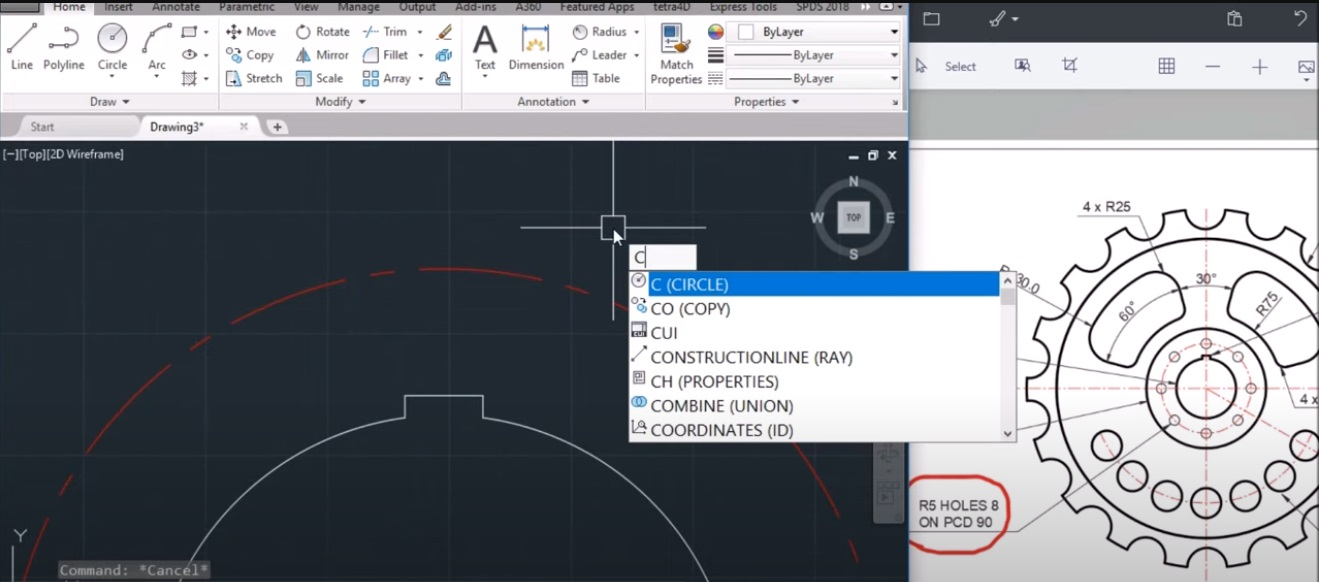 Home Insert Annotate Parametric View Manage Output Add-ins A360 Featured Apps tetra4D Express Tools SPDS 2018
Line Polyline Circle Arc
Move Rotate Trim
Copy Mirror Fillet
Stretch Scale Array
Text Dimension
Radius
Leader
Table
Match
Properties
ByLayer
ByLayer
ByLayer
Draw Modify Annotation Properties
Select
Start Drawing3*
[−][Top][2D Wireframe]
N
W TOP E
S
C
C (CIRCLE)
CO (COPY)
CUI
CONSTRUCTIONLINE (RAY)
CH (PROPERTIES)
COMBINE (UNION)
COORDINATES (ID)
Y
Command: *Cancel*
4 x R25
30.0
60°
30°
R75
4 x
R5 HOLES 8
ON PCD 90